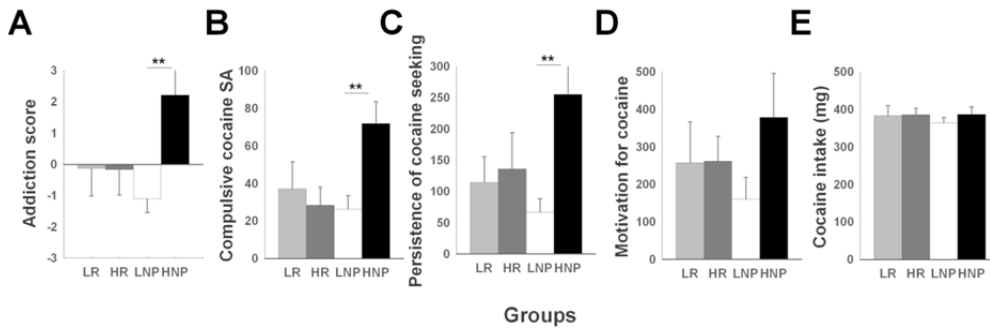 A
B
C
D
E
Addiction score
3
2
1
0
-1
-2
-3
**
LR HR LNP HNP
Compulsive cocaine SA
100
80
60
40
20
0
**
LR HR LNP HNP
Persistence of cocaine seeking
300
250
200
150
100
50
0
**
LR HR LNP HNP
Motivation for cocaine
500
400
300
200
100
0
LR HR LNP HNP
Cocaine intake (mg)
500
400
300
200
100
0
LR HR LNP HNP
Groups